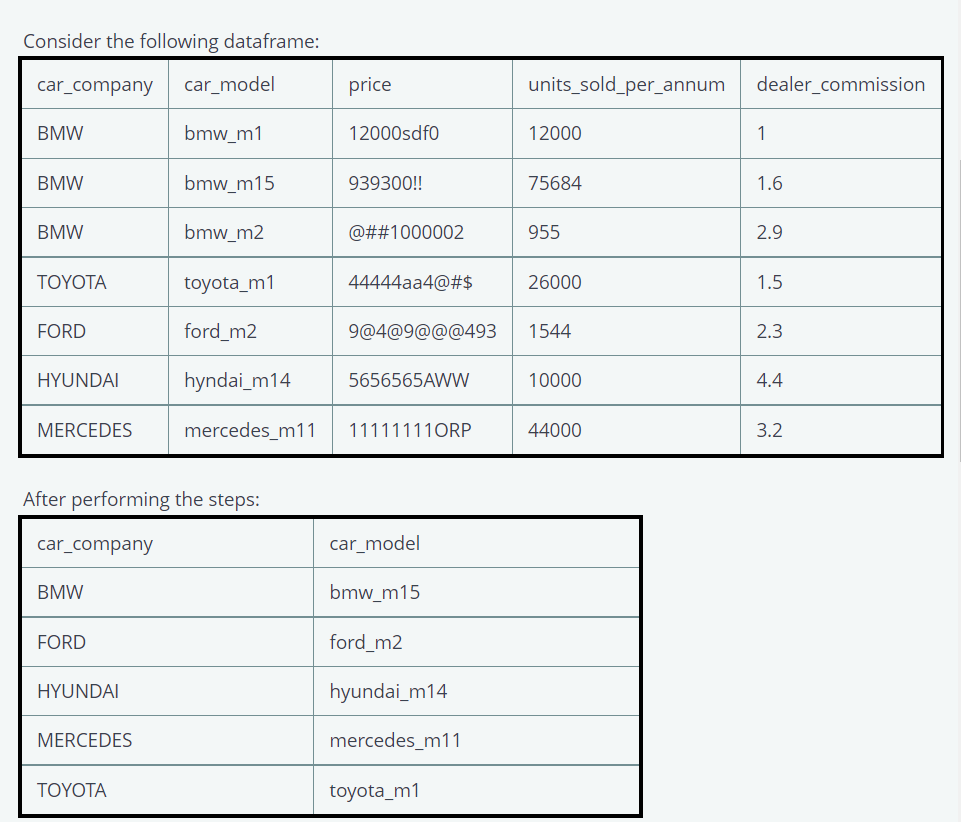 Consider the following dataframe:
car_company car_model price units_sold_per_annum dealer_commission
BMW bmw_m1 12000sdf0 12000 1
BMW bmw_m15 939300!! 75684 1.6
BMW bmw_m2 @##1000002 955 2.9
TOYOTA toyota_m1 44444aa4@#$ 26000 1.5
FORD ford_m2 9@4@9@@@493 1544 2.3
HYUNDAI hyndai_m14 5656565AWW 10000 4.4
MERCEDES mercedes_m11 11111111ORP 44000 3.2
After performing the steps:
car_company car_model
BMW bmw_m15
FORD ford_m2
HYUNDAI hyundai_m14
MERCEDES mercedes_m11
TOYOTA toyota_m1